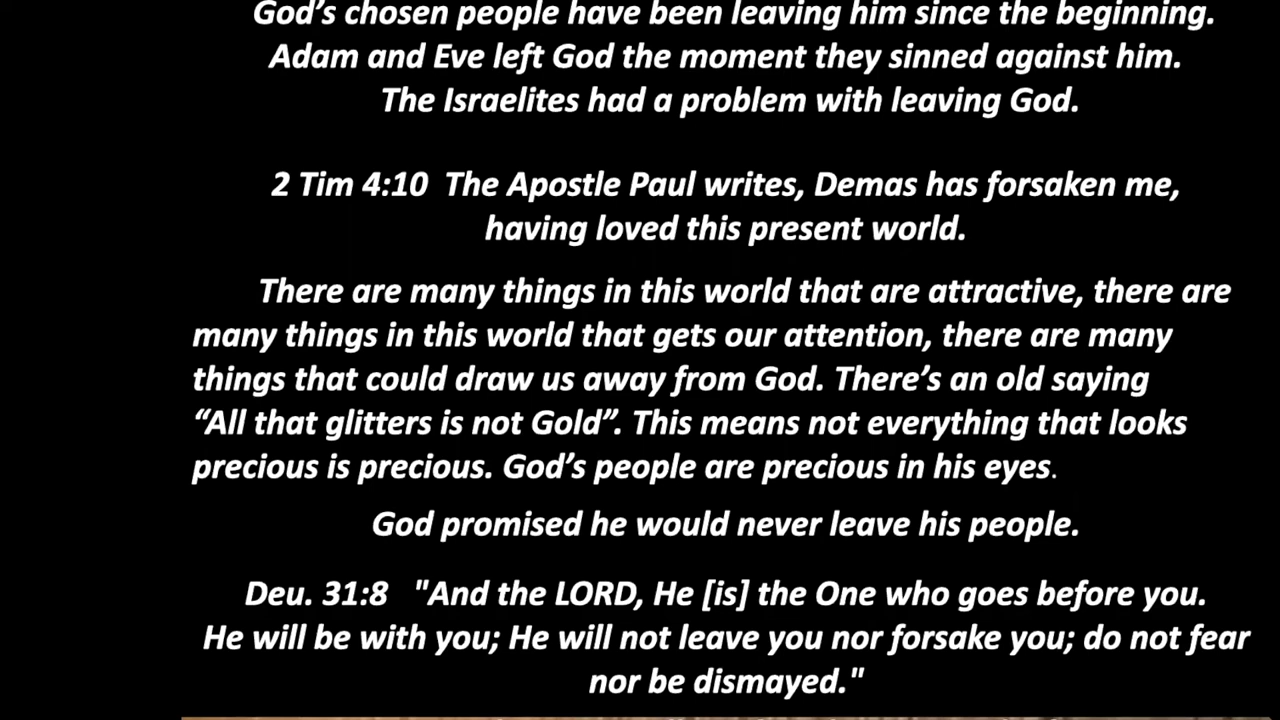 God’s chosen people have been leaving him since the beginning.
Adam and Eve left God the moment they sinned against him.
The Israelites had a problem with leaving God.
2 Tim 4:10  The Apostle Paul writes, Demas has forsaken me,
having loved this present world.
There are many things in this world that are attractive, there are
many things in this world that gets our attention, there are many
things that could draw us away from God. There’s an old saying
“All that glitters is not Gold”. This means not everything that looks
precious is precious. God’s people are precious in his eyes.
God promised he would never leave his people.
Deu. 31:8   "And the LORD, He [is] the One who goes before you.
He will be with you; He will not leave you nor forsake you; do not fear
nor be dismayed."